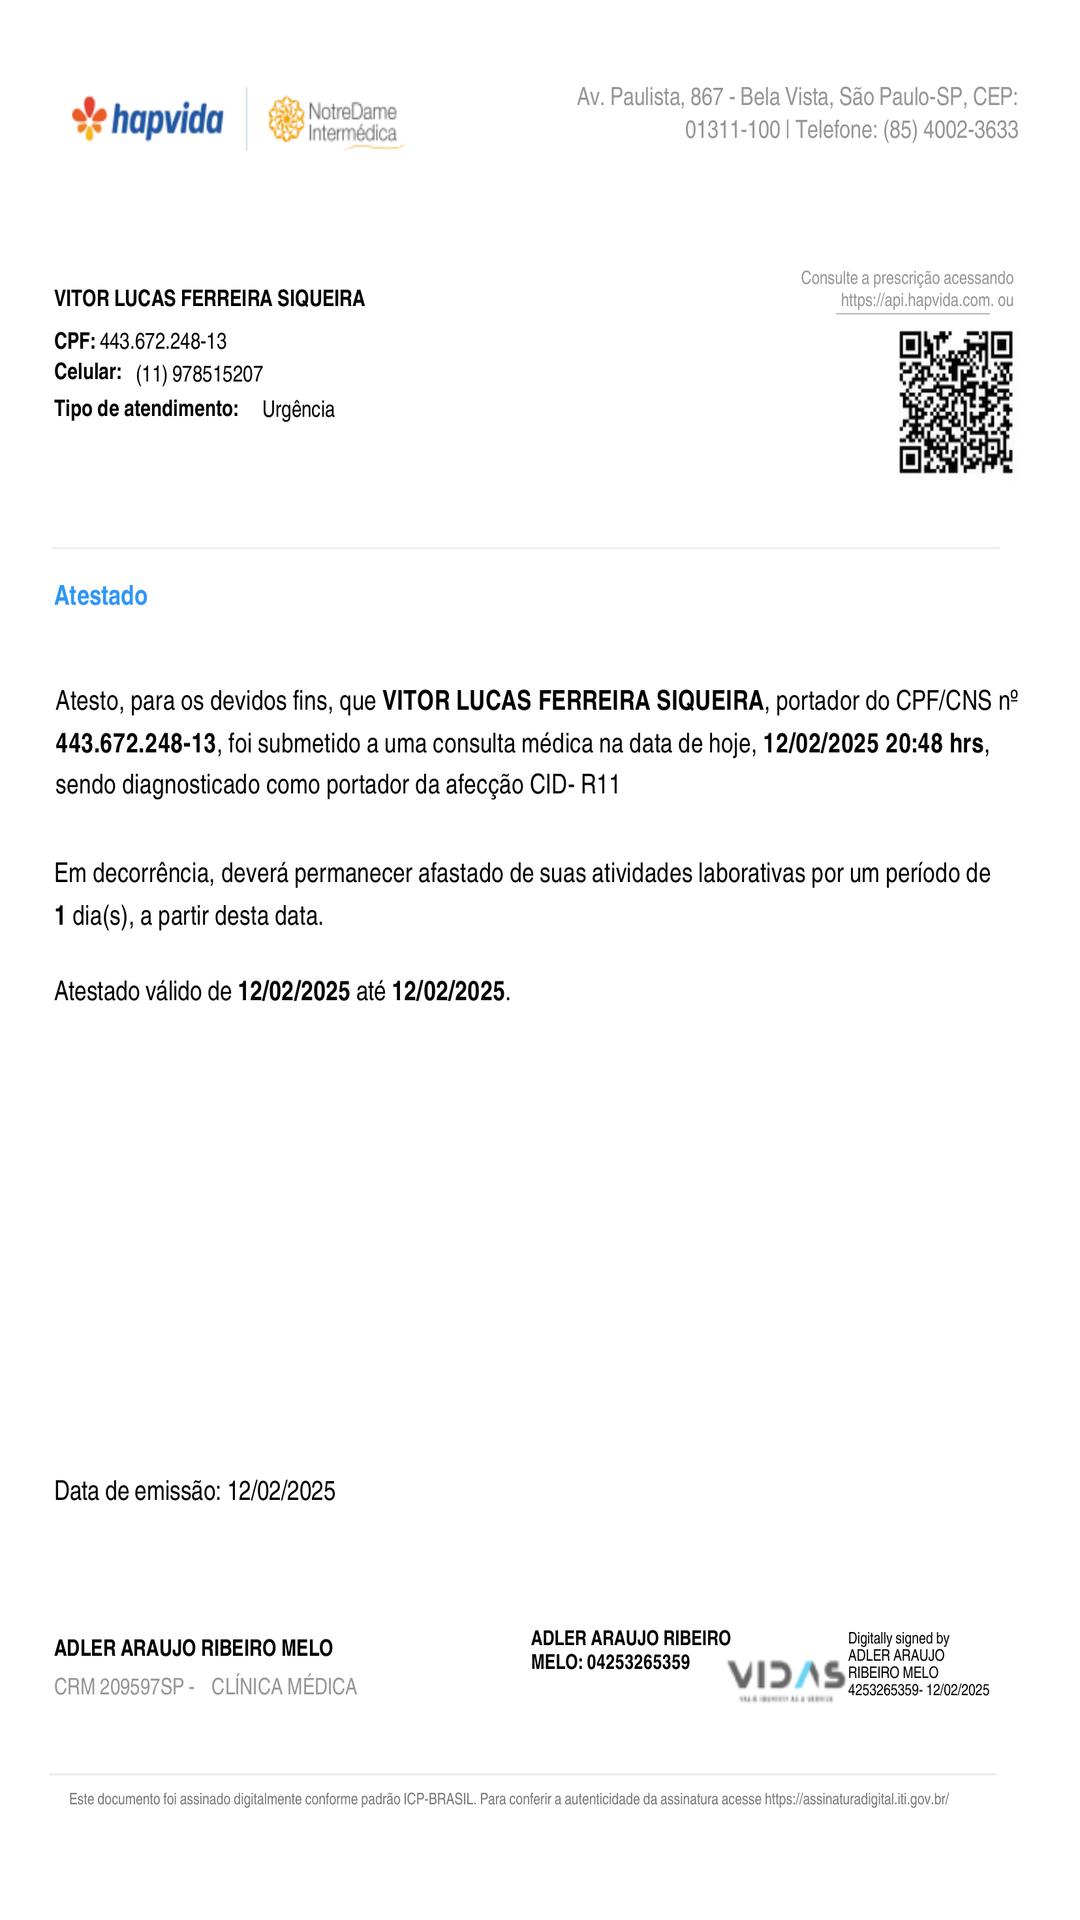 hapvida
NotreDame
Intermédica
Av. Paulista, 867 - Bela Vista, São Paulo-SP, CEP:
01311-100 | Telefone: (85) 4002-3633
Consulte a prescrição acessando
https://api.hapvida.com. ou
VITOR LUCAS FERREIRA SIQUEIRA
CPF: 443.672.248-13
Celular: (11) 978515207
Tipo de atendimento: Urgência
Atestado
Atesto, para os devidos fins, que VITOR LUCAS FERREIRA SIQUEIRA, portador do CPF/CNS nº
443.672.248-13, foi submetido a uma consulta médica na data de hoje, 12/02/2025 20:48 hrs,
sendo diagnosticado como portador da afecção CID- R11
Em decorrência, deverá permanecer afastado de suas atividades laborativas por um período de
1 dia(s), a partir desta data.
Atestado válido de 12/02/2025 até 12/02/2025.
Data de emissão: 12/02/2025
ADLER ARAUJO RIBEIRO MELO
CRM 209597SP - CLÍNICA MÉDICA
ADLER ARAUJO RIBEIRO
MELO: 04253265359
VIDAS
Digitally signed by
ADLER ARAUJO
RIBEIRO MELO
4253265359- 12/02/2025
Este documento foi assinado digitalmente conforme padrão ICP-BRASIL. Para conferir a autenticidade da assinatura acesse https://assinaturadigital.iti.gov.br/